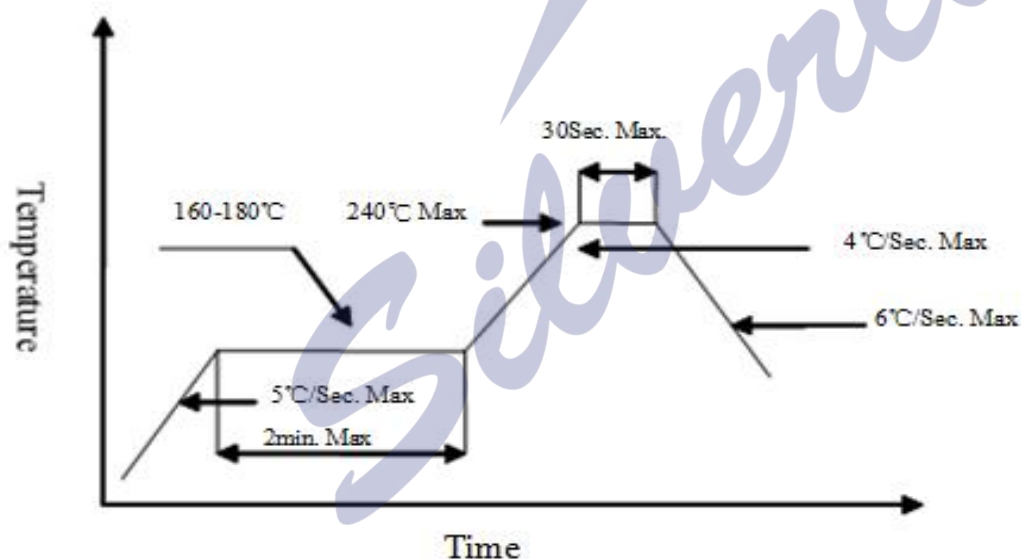 30Sec. Max.
160-180℃
240℃ Max
4℃/Sec. Max
6℃/Sec. Max
5℃/Sec. Max
2min. Max
Temperature
Time